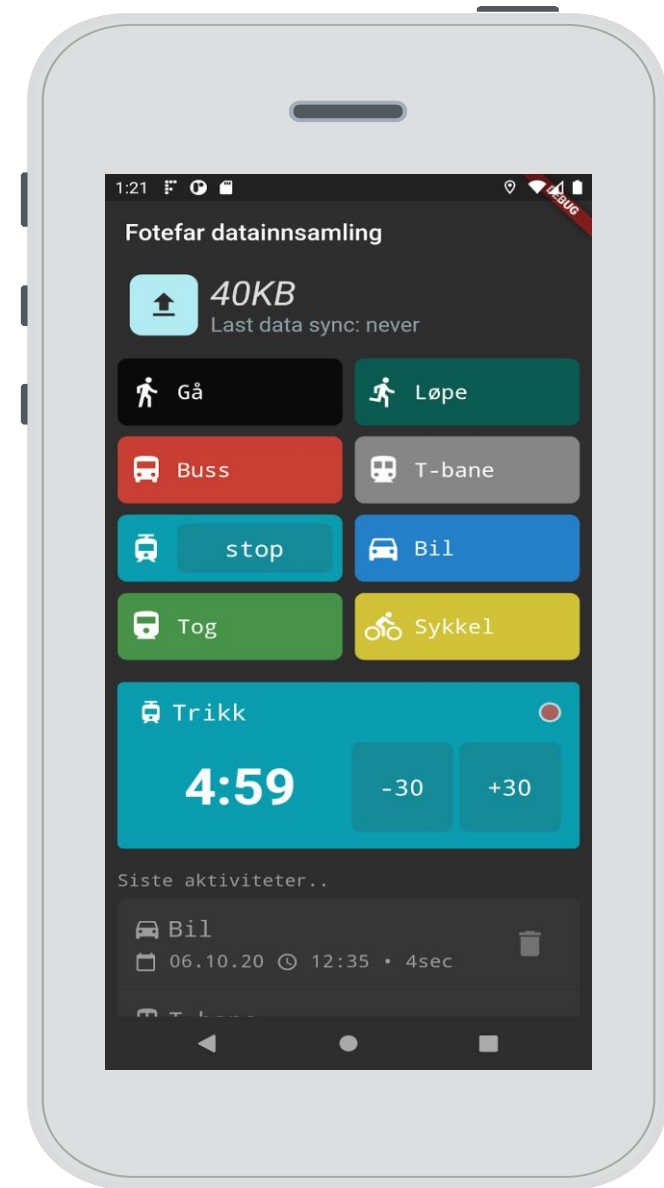 1:21
DEBUG
Fotefar datainnsamling
40KB
Last data sync: never
Gå
Løpe
Buss
T-bane
stop
Bil
Tog
Sykkel
Trikk
4:59
-30
+30
Siste aktiviteter..
Bil
06.10.20 12:35 • 4sec
T-bane